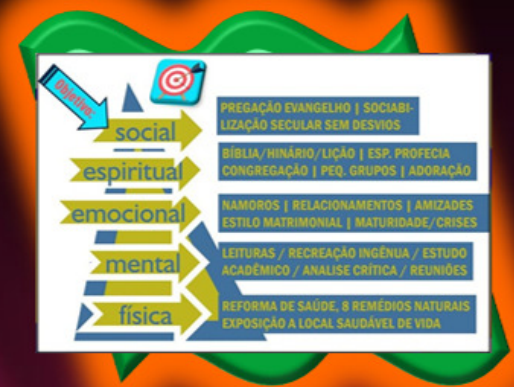 Objetivo:
social
PREGAÇÃO EVANGELHO | SOCIABI-
LIZAÇÃO SECULAR SEM DESVIOS
espiritual
BÍBLIA/HINÁRIO/LIÇÃO | ESP. PROFECIA
CONGREGAÇÃO | PEQ. GRUPOS | ADORAÇÃO
emocional
NAMOROS | RELACIONAMENTOS | AMIZADES
ESTILO MATRIMONIAL | MATURIDADE/CRISES
mental
LEITURAS / RECREAÇÃO INGÊNUA / ESTUDO
ACADÊMICO / ANALISE CRÍTICA / REUNIÕES
física
REFORMA DE SAÚDE, 8 REMÉDIOS NATURAIS
EXPOSIÇÃO A LOCAL SAUDÁVEL DE VIDA